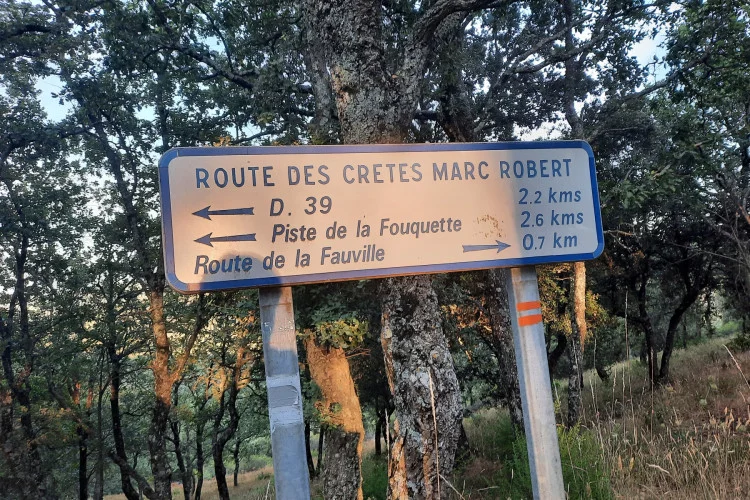 ROUTE DES CRETES MARC ROBERT
← D. 39 2.2 kms
← Piste de la Fouquette 2.6 kms
Route de la Fauville → 0.7 km